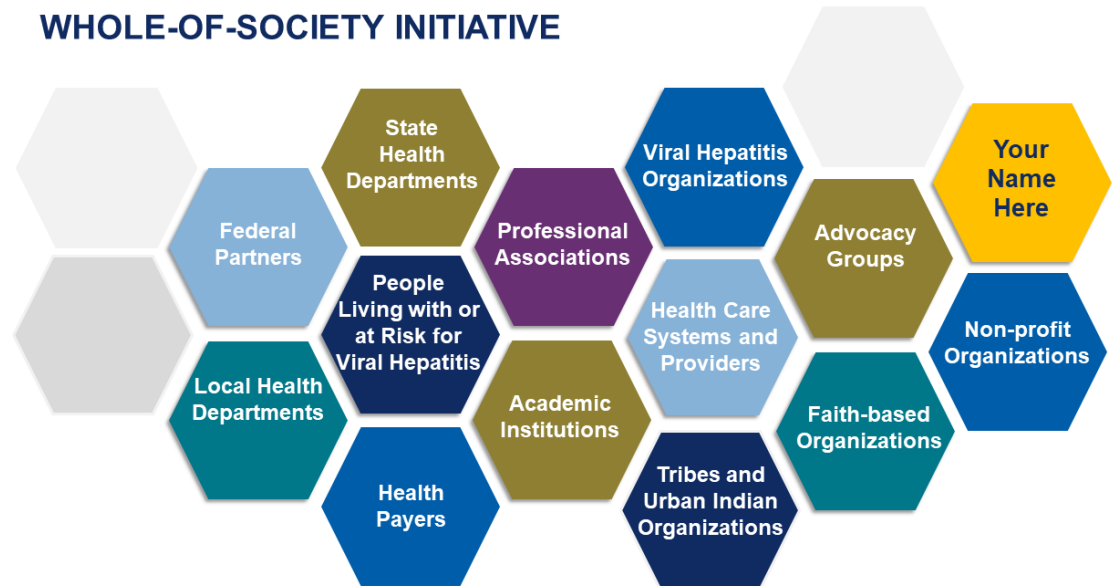 WHOLE-OF-SOCIETY INITIATIVE
State
Health
Departments
Viral Hepatitis
Organizations
Your
Name
Here
Federal
Partners
Professional
Associations
Advocacy
Groups
People
Living with or
at Risk for
Viral Hepatitis
Health Care
Systems and
Providers
Non-profit
Organizations
Local Health
Departments
Academic
Institutions
Faith-based
Organizations
Health
Payers
Tribes and
Urban Indian
Organizations